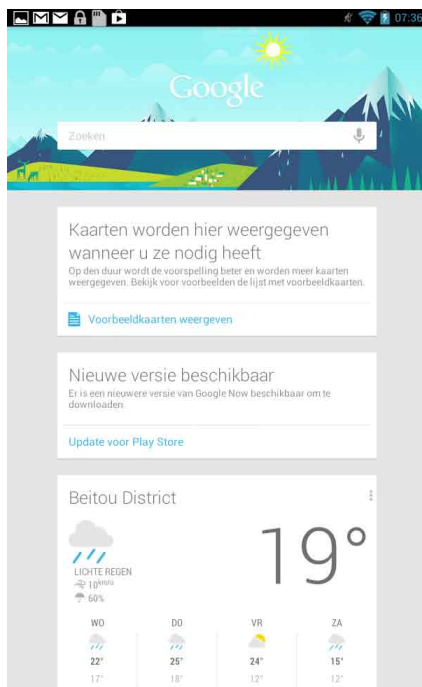 07:36
Google
Zoeken
Kaarten worden hier weergegeven
wanneer u ze nodig heeft
Op den duur wordt de voorspelling beter en worden meer kaarten
weergegeven. Bekijk voor voorbeelden de lijst met voorbeeldkaarten.
Voorbeeldkaarten weergeven
Nieuwe versie beschikbaar
Er is een nieuwere versie van Google Now beschikbaar om te
downloaden
Update voor Play Store
Beitou District
19°
LICHTE REGEN
10km/u
60%
WO DO VR ZA
22° 25° 24° 15°
17° 18° 12° 12°